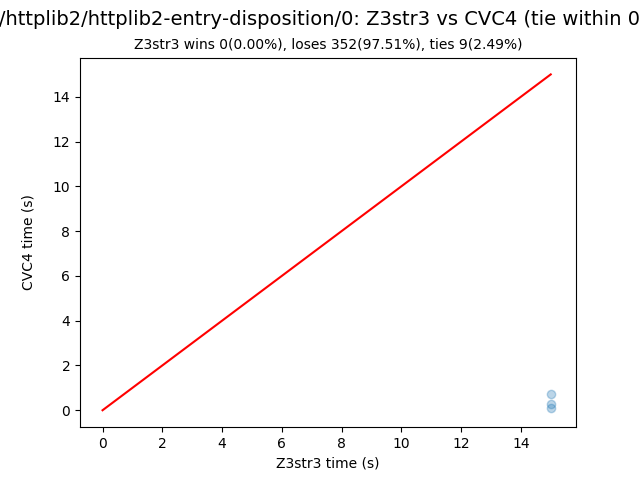 /httplib2/httplib2-entry-disposition/0: Z3str3 vs CVC4 (tie within 0
Z3str3 wins 0(0.00%), loses 352(97.51%), ties 9(2.49%)
14
12
10
8
6
4
2
0
CVC4 time (s)
0 2 4 6 8 10 12 14
Z3str3 time (s)